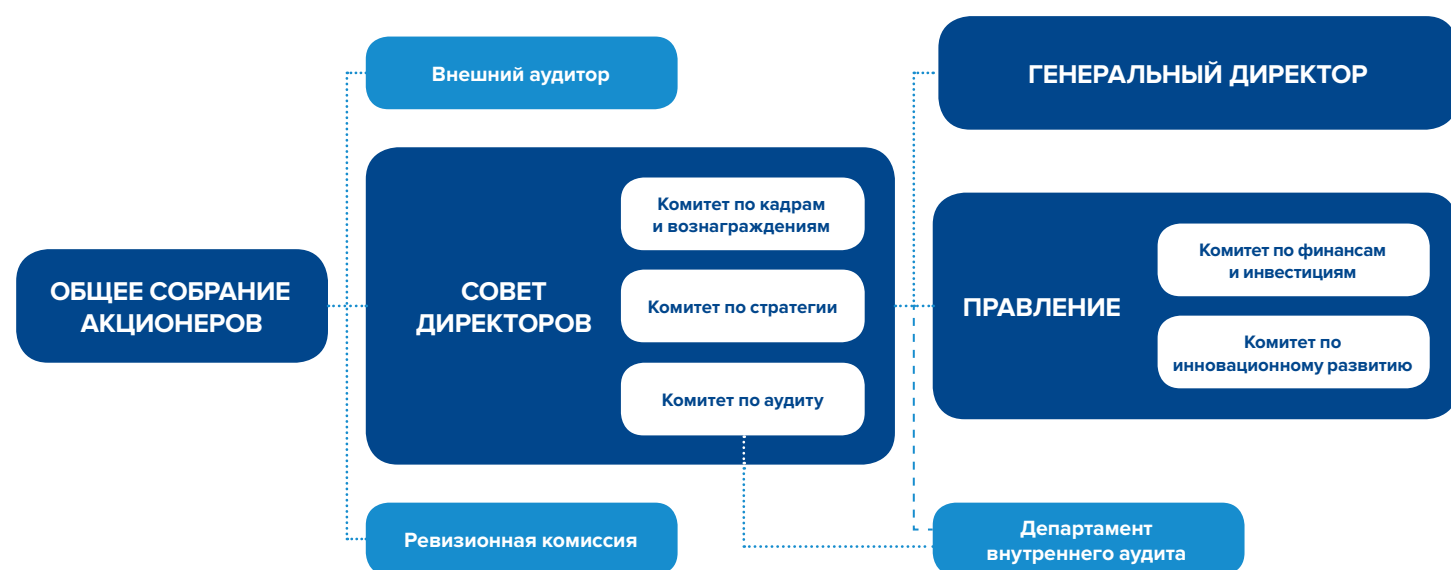 Внешний аудитор
ГЕНЕРАЛЬНЫЙ ДИРЕКТОР
ОБЩЕЕ СОБРАНИЕ
АКЦИОНЕРОВ
СОВЕТ
ДИРЕКТОРОВ
Комитет по кадрам
и вознаграждениям
Комитет по стратегии
Комитет по аудиту
ПРАВЛЕНИЕ
Комитет по финансам
и инвестициям
Комитет по
инновационному развитию
Ревизионная комиссия
Департамент
внутреннего аудита